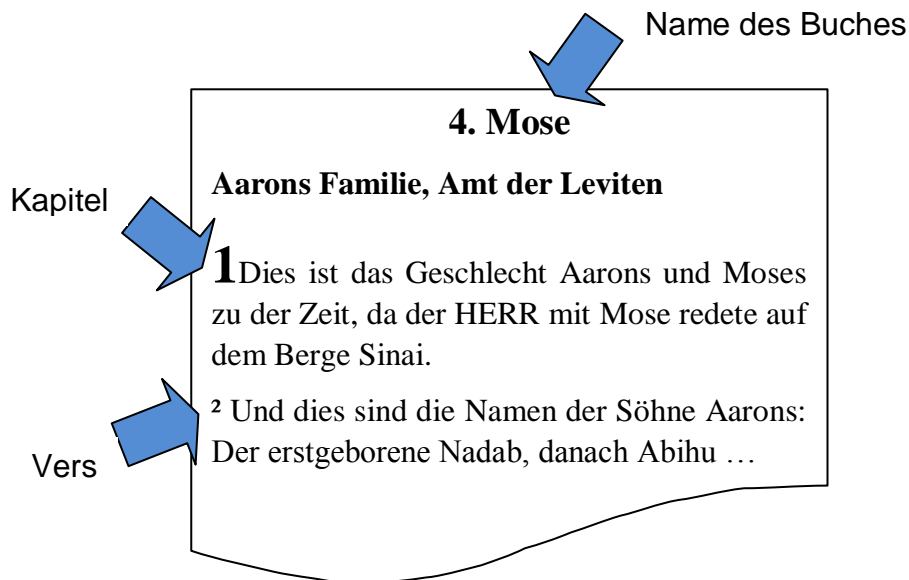 Name des Buches
4. Mose
Aarons Familie, Amt der Leviten
Kapitel
1Dies ist das Geschlecht Aarons und Moses
zu der Zeit, da der HERR mit Mose redete auf
dem Berge Sinai.
² Und dies sind die Namen der Söhne Aarons:
Der erstgeborene Nadab, danach Abihu …
Vers